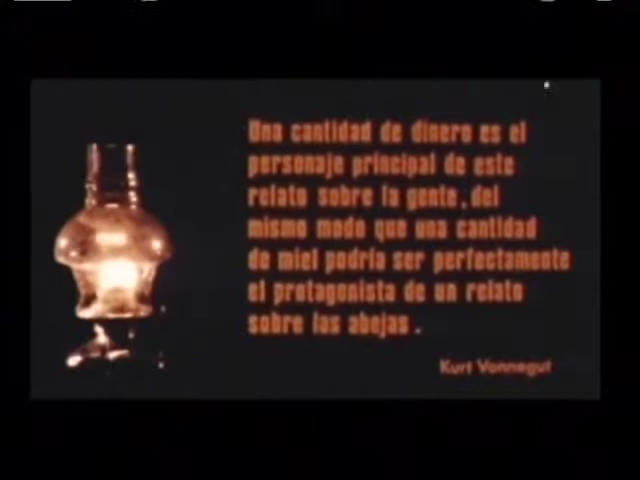 Una cantidad de dinero es el
personaje principal de este
relato sobre la gente, del
mismo modo que una cantidad
de miel podría ser perfectamente
el protagonista de un relato
sobre las abejas.
Kurt Vonnegut